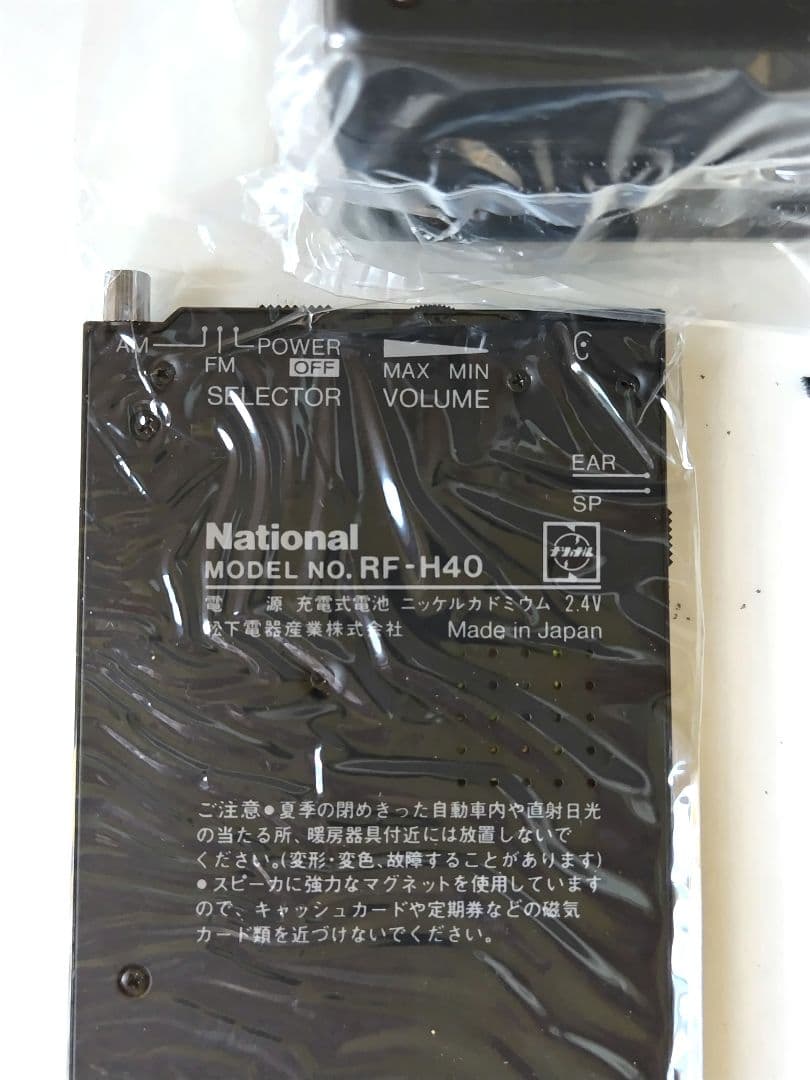 AM FM POWER OFF
MAX MIN
SELECTOR VOLUME
EAR
SP
National
ナショナル
MODEL NO. RF-H40
電 源 充電式電池 ニッケルカドミウム 2.4V
松下電器産業株式会社 Made in Japan
ご注意●夏季の閉めきった自動車内や直射日光
の当たる所、暖房器具付近には放置しないで
ください。(変形・変色、故障することがあります)
●スピーカに強力なマグネットを使用しています
ので、キャッシュカードや定期券などの磁気
カード類を近づけないでください。